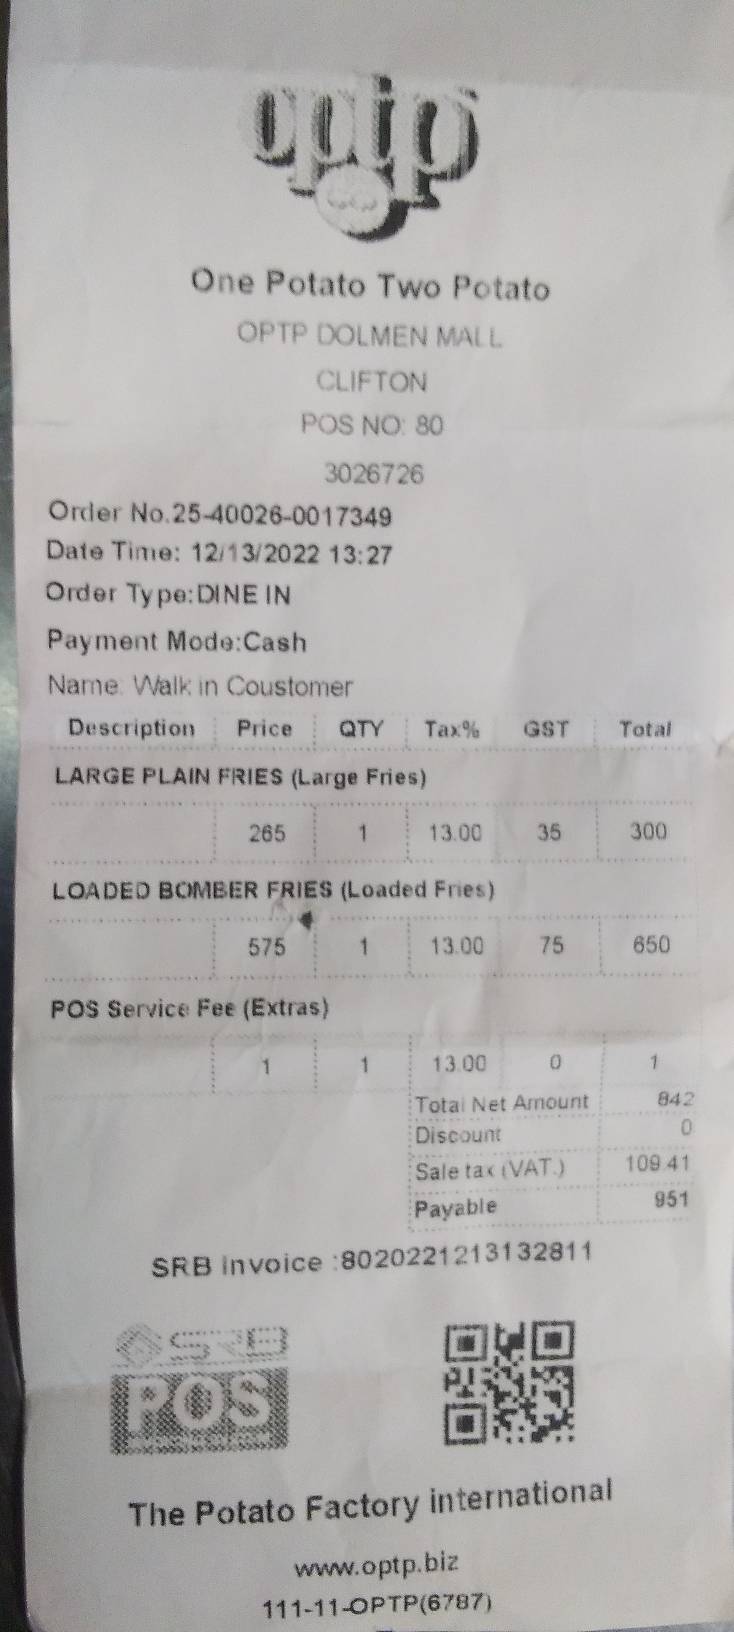 optp
One Potato Two Potato
OPTP DOLMEN MALL
CLIFTON
POS NO: 80
3026726
Order No.25-40026-0017349
Date Time: 12/13/2022 13:27
Order Type:DINE IN
Payment Mode:Cash
Name: Walk in Coustomer
Description Price QTY Tax% GST Total
LARGE PLAIN FRIES (Large Fries)
265 1 13.00 35 300
LOADED BOMBER FRIES (Loaded Fries)
575 1 13.00 75 650
POS Service Fee (Extras)
1 1 13.00 0 1
Total Net Amount 842
Discount 0
Sale tax (VAT.) 109.41
Payable 951
SRB invoice :8020221213132811
SRB
POS
The Potato Factory international
www.optp.biz
111-11-OPTP(6787)